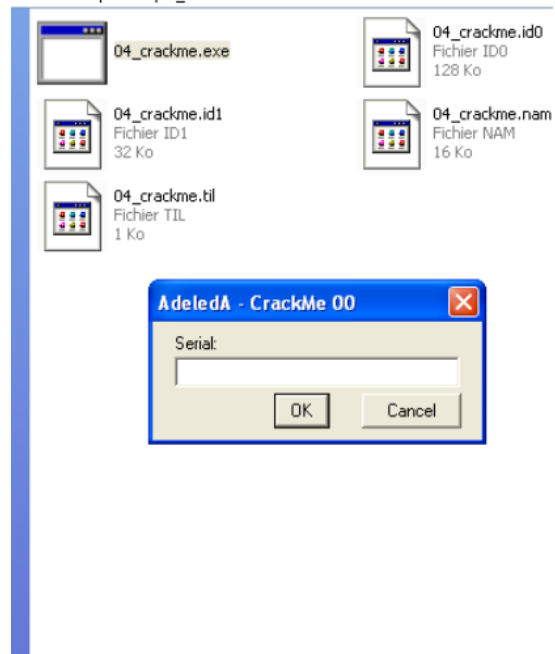 04_crackme.exe
04_crackme.id0
Fichier ID0
128 Ko
04_crackme.id1
Fichier ID1
32 Ko
04_crackme.nam
Fichier NAM
16 Ko
04_crackme.til
Fichier TIL
1 Ko
AdeledA - CrackMe 00
Serial:
OK
Cancel